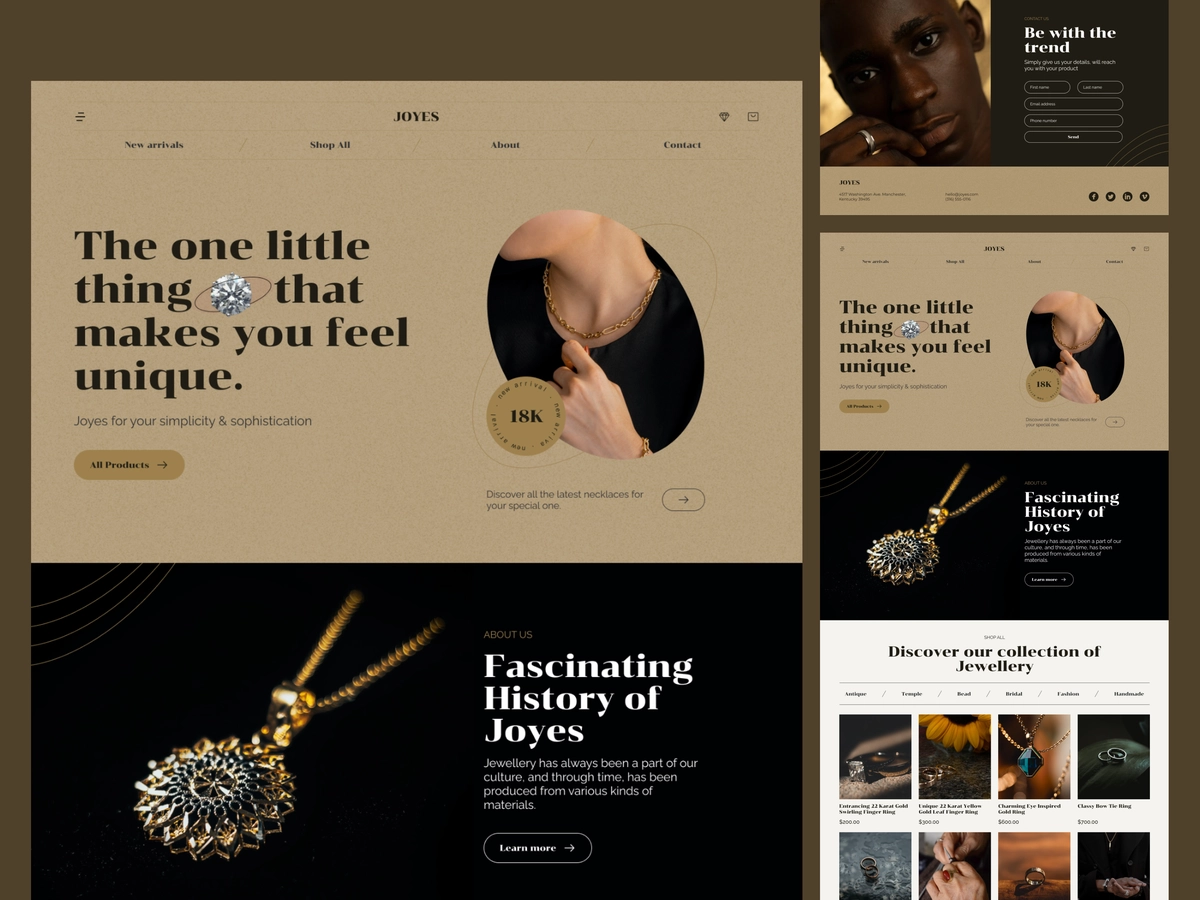 JOYES
New arrivals / Shop All / About / Contact
The one little
thing that
makes you feel
unique.
Joyes for your simplicity & sophistication
All Products
new arrival · new arriva · new arrival ·
18K
Discover all the latest necklaces for
your special one.
ABOUT US
Fascinating
History of
Joyes
Jewellery has always been a part of our
culture, and through time, has been
produced from various kinds of
materials.
Learn more
CONTACT US
Be with the
trend
Simply give us your details, will reach
you with your product
First name
Last name
Email address
Phone number
Send
JOYES
Kentucky 39495
hello@joyes.com
JOYES
New arrivals
Shop All
About
Contact
The one little
thing that
makes you feel
unique.
Joyes for your simplicity & sophistication
All Products
18K
Discover all the latest necklaces for
your special one.
ABOUT US
Fascinating
History of
Joyes
Jewellery has always been a part of our
culture, and through time, has been
produced from various kinds of
materials.
Learn more
SHOP ALL
Discover our collection of
Jewellery
Antique / Temple / Bead / Bridal / Fashion / Handmade
Entrancing 22 Karat Gold
Swirling Finger Ring
$200.00
Unique 22 Karat Yellow
Gold Leaf Finger Ring
$300.00
Charming Eye Inspired
Gold Ring
$600.00
Classy Bow Tie Ring
$700.00